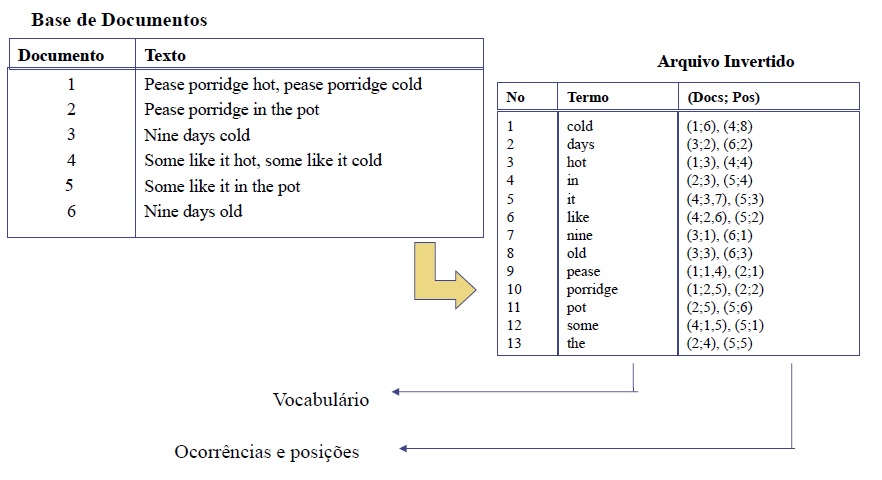 Base de Documentos
Documento Texto
1 Pease porridge hot, pease porridge cold
2 Pease porridge in the pot
3 Nine days cold
4 Some like it hot, some like it cold
5 Some like it in the pot
6 Nine days old
Arquivo Invertido
No Termo (Docs; Pos)
1 cold (1;6), (4;8)
2 days (3;2), (6;2)
3 hot (1;3), (4;4)
4 in (2;3), (5;4)
5 it (4;3,7), (5;3)
6 like (4;2,6), (5;2)
7 nine (3;1), (6;1)
8 old (3;3), (6;3)
9 pease (1;1,4), (2;1)
10 porridge (1;2,5), (2;2)
11 pot (2;5), (5;6)
12 some (4;1,5), (5;1)
13 the (2;4), (5;5)
Vocabulário
Ocorrências e posições